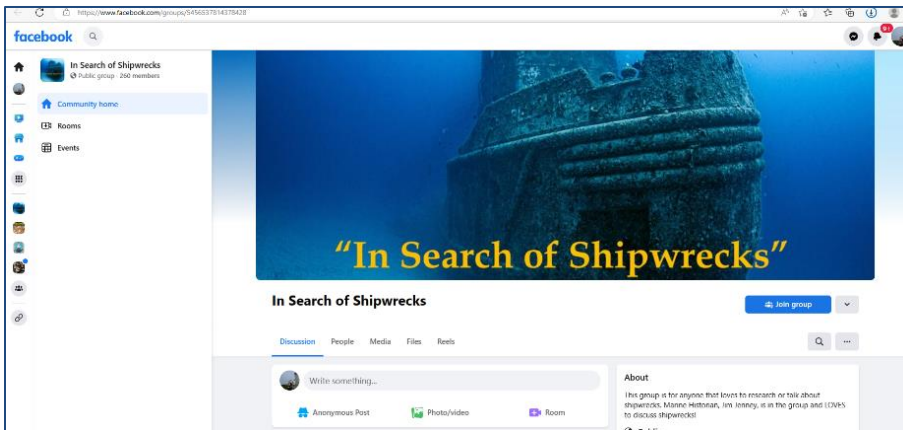 https://www.facebook.com/groups/5456937814378428
facebook
91
In Search of Shipwrecks
Public group · 260 members
Community home
Rooms
Events
“In Search of Shipwrecks”
In Search of Shipwrecks
Join group
Discussion People Media Files Reels
Write something...
Anonymous Post Photo/video Room
About
This group is for anyone that loves to research or talk about
shipwrecks. Marine Historian, Jim Jenney, is in the group and LOVES
to discuss shipwrecks!